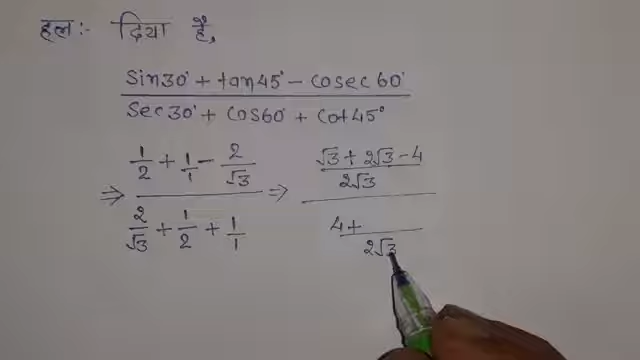 हल:- दिया है,
Sin30° + tan45° - Cosec60°
Sec30° + Cos60° + Cot45°
⇒ 1/2 + 1/1 - 2/√3 ⇒ √3 + 2√3 - 4 / 2√3
2/√3 + 1/2 + 1/1 4+ / 2√3